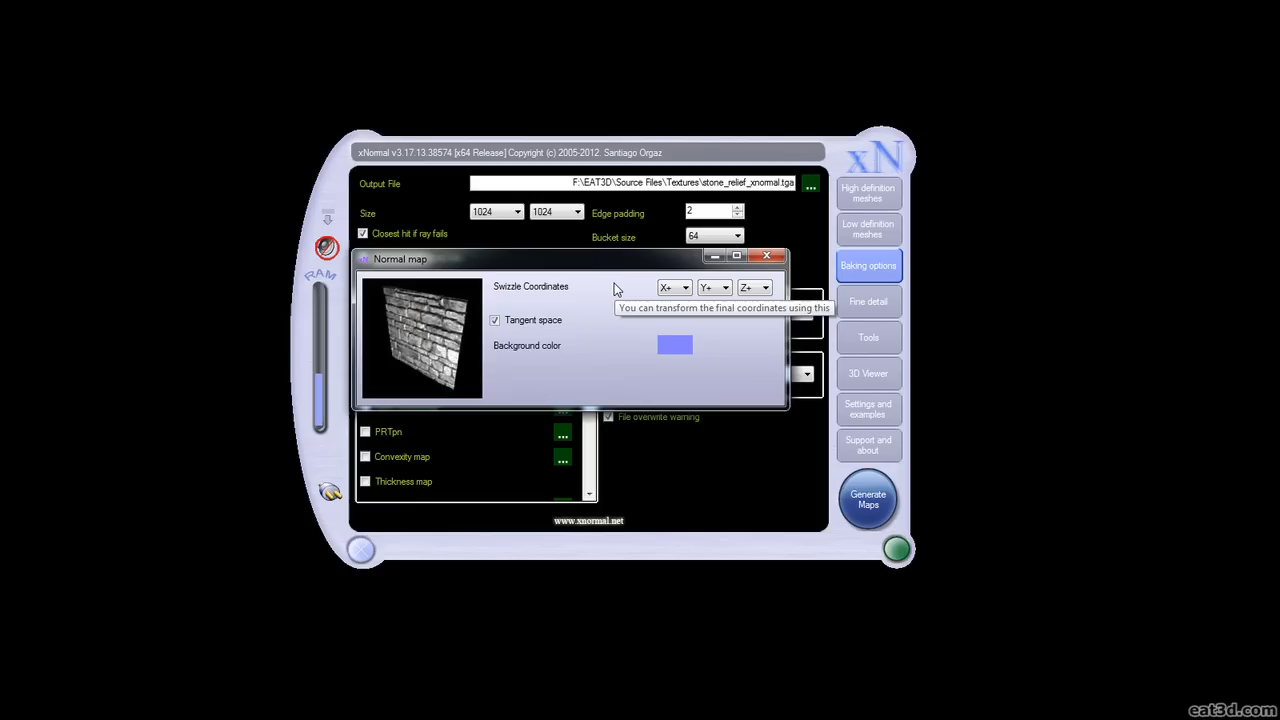 xNormal v3.17.13.38574 [x64 Release] Copyright (c) 2005-2012. Santiago Orgaz
xN
Output File
F:\EAT3D\Source Files\Textures\stone_relief_xnormal.tga
...
Size
1024
1024
Edge padding
2
Closest hit if ray fails
Bucket size
64
High definition
meshes
Low definition
meshes
Baking options
Fine detail
Tools
3D Viewer
Settings and
examples
Support and
about
Generate
Maps
RAM
xN
Normal map
Swizzle Coordinates
X+
Y+
Z+
You can transform the final coordinates using this
Tangent space
Background color
File overwrite warning
PRTpn
...
Convexity map
...
Thickness map
www.xnormal.net
eat3d.com